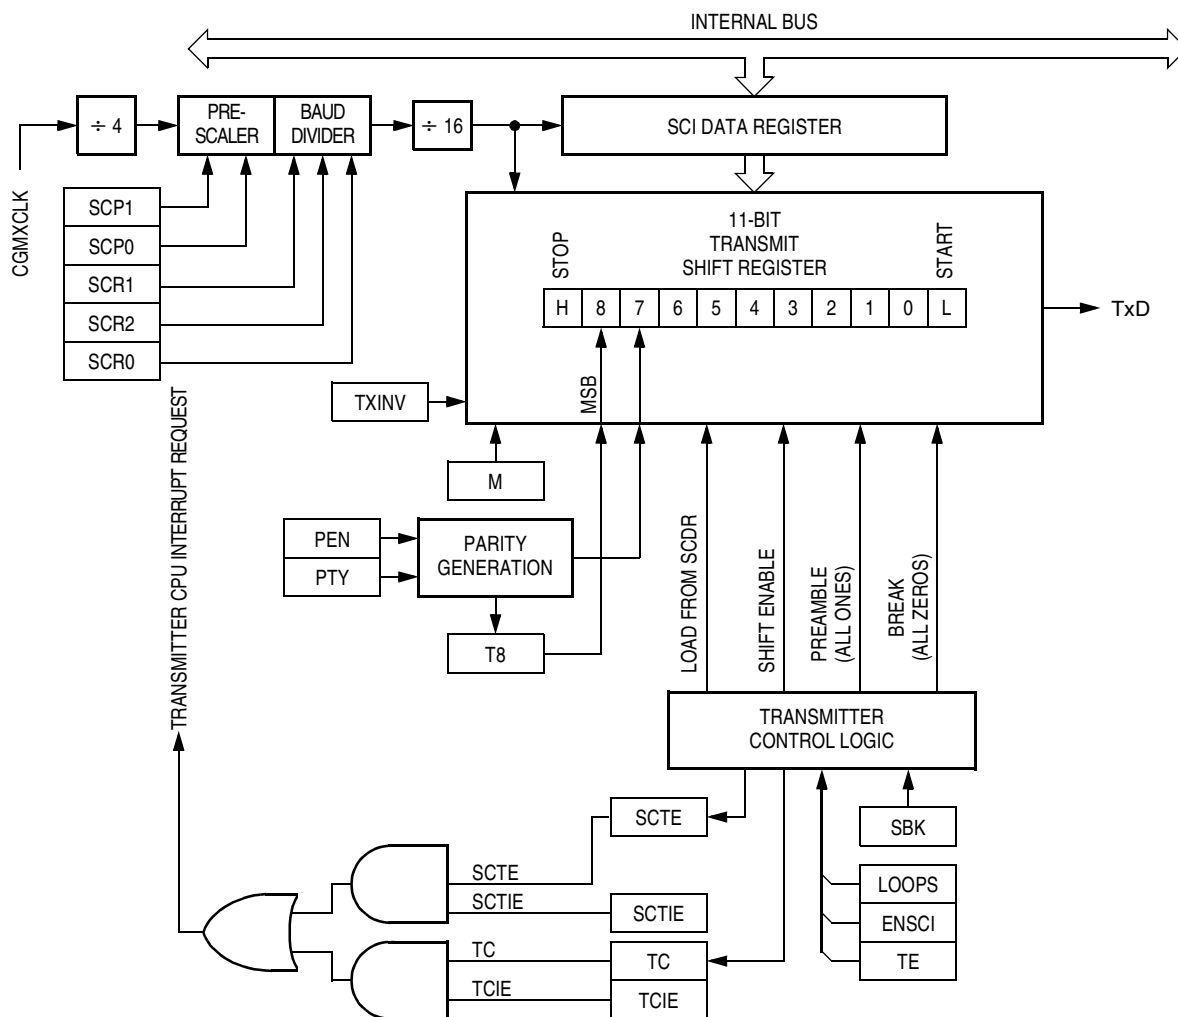 INTERNAL BUS
÷ 4
PRE-
SCALER
BAUD
DIVIDER
÷ 16
SCI DATA REGISTER
CGMXCLK
SCP1
SCP0
SCR1
SCR2
SCR0
11-BIT
TRANSMIT
SHIFT REGISTER
STOP
START
H 8 7 6 5 4 3 2 1 0 L
TxD
TXINV
MSB
M
TRANSMITTER CPU INTERRUPT REQUEST
PEN
PTY
PARITY
GENERATION
T8
LOAD FROM SCDR
SHIFT ENABLE
PREAMBLE
(ALL ONES)
BREAK
(ALL ZEROS)
TRANSMITTER
CONTROL LOGIC
SCTE
SBK
SCTE
SCTIE
SCTIE
LOOPS
ENSCI
TE
TC
TC
TCIE
TCIE